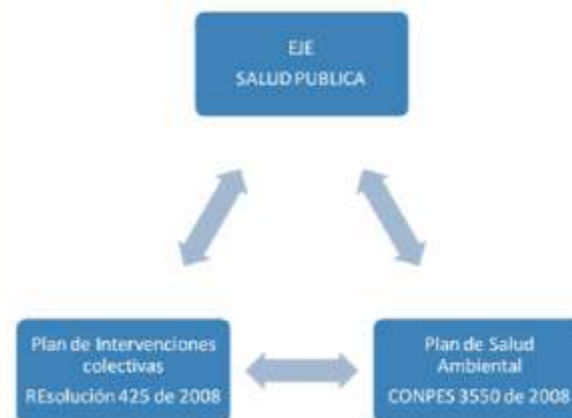 EJE
SALUD PUBLICA
Plan de Intervenciones
colectivas
REsolución 425 de 2008
Plan de Salud
Ambiental
CONPES 3550 de 2008